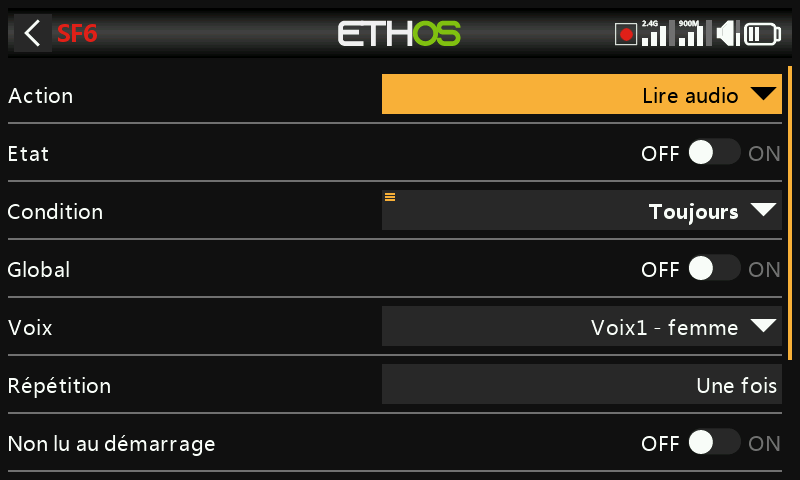 SF6
ETHOS
2.4G
900M
Action
Lire audio
Etat
OFF
ON
Condition
Toujours
Global
OFF
ON
Voix
Voix1 - femme
Répétition
Une fois
Non lu au démarrage
OFF
ON